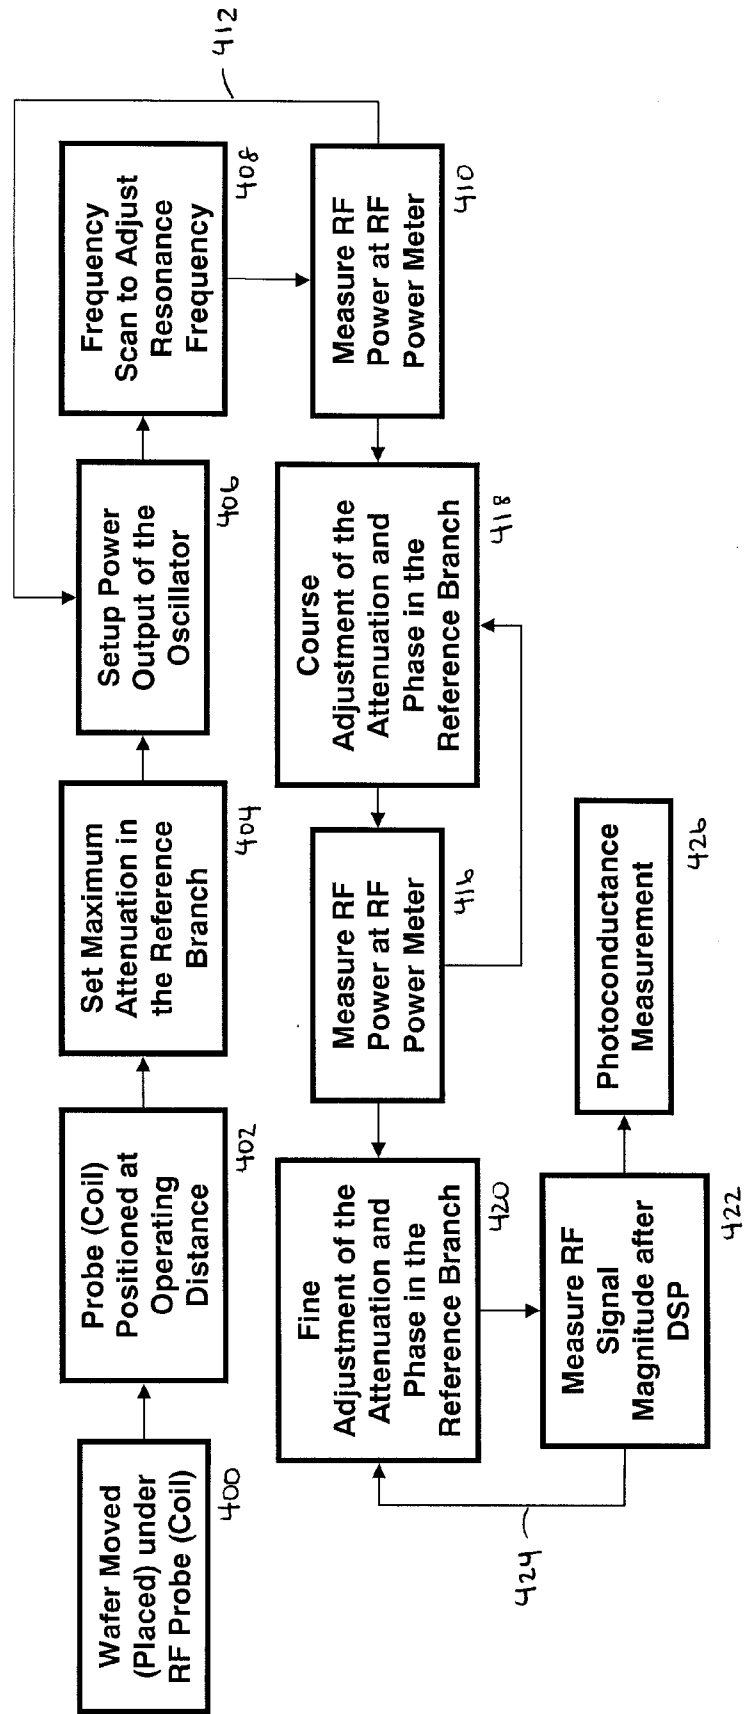 Wafer Moved
(Placed) under
RF Probe (Coil)
400
Probe (Coil)
Positioned at
Operating
Distance
402
Set Maximum
Attenuation in
the Reference
Branch
404
Setup Power
Output of the
Oscillator
406
Frequency
Scan to Adjust
Resonance
Frequency
408
412
Measure RF
Power at RF
Power Meter
410
Course
Adjustment of the
Attenuation and
Phase in the
Reference Branch
418
Measure RF
Power at RF
Power Meter
416
Fine
Adjustment of the
Attenuation and
Phase in the
Reference Branch
420
Measure RF
Signal
Magnitude after
DSP
422
424
Photoconductance
Measurement
426